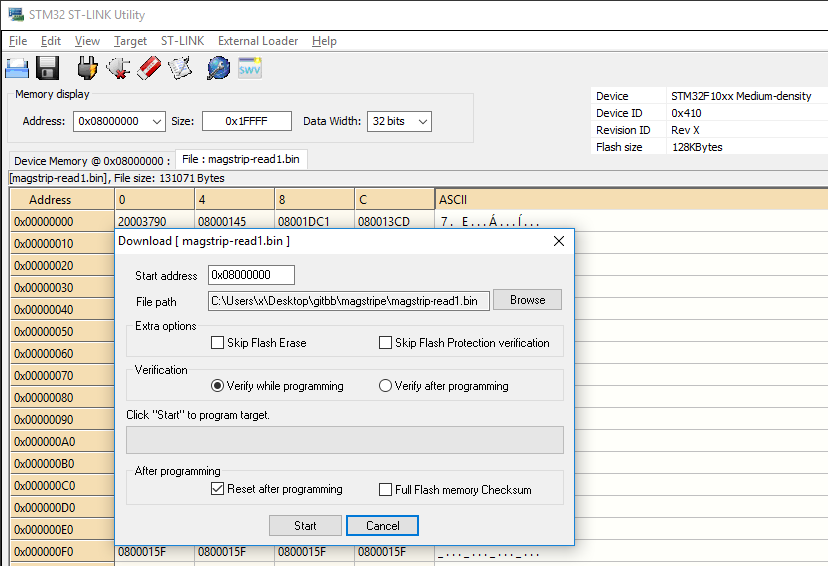 STM32 ST-LINK Utility
File Edit View Target ST-LINK External Loader Help
SWV
Memory display
Address: 0x08000000 Size: 0x1FFFF Data Width: 32 bits
Device STM32F10xx Medium-density
Device ID 0x410
Revision ID Rev X
Flash size 128KBytes
Device Memory @ 0x08000000 : File : magstrip-read1.bin
[magstrip-read1.bin], File size: 131071 Bytes
Address 0 4 8 C ASCII
0x00000000 20003790 08000145 08001DC1 080013CD 7. E...Á...Í...
0x00000010
0x00000020
0x00000030
0x00000040
0x00000050
0x00000060
0x00000070
0x00000080
0x00000090
0x000000A0
0x000000B0
0x000000C0
0x000000D0
0x000000E0
0x000000F0 0800015F 0800015F 0800015F 0800015F _..._..._..._...
Download [ magstrip-read1.bin ]
Start address 0x08000000
File path C:\Users\x\Desktop\gitbb\magstripe\magstrip-read1.bin Browse
Extra options
Skip Flash Erase Skip Flash Protection verification
Verification
Verify while programming Verify after programming
Click "Start" to program target.
After programming
Reset after programming Full Flash memory Checksum
Start Cancel